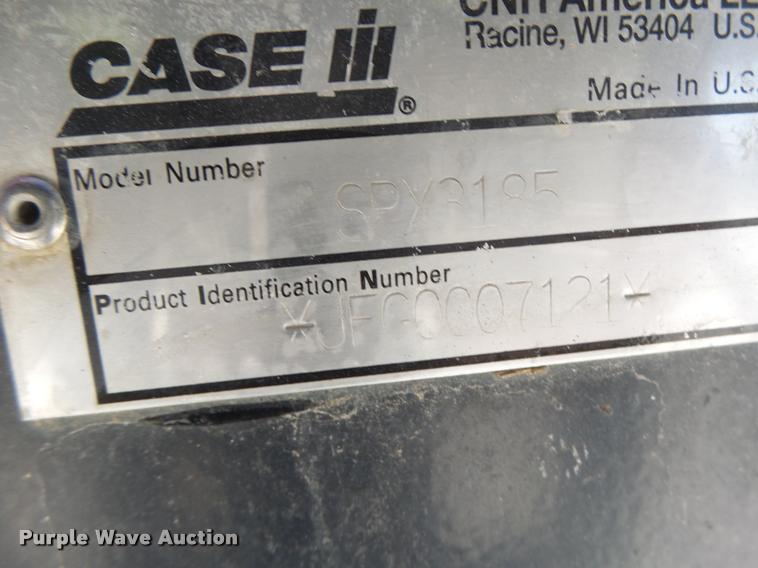 CASE III
®
CNH America LL
Racine, WI 53404 U.S.
Made In U.S.
Model Number
SPX3185
Product Identification Number
*JFG0007121*
Purple Wave Auction